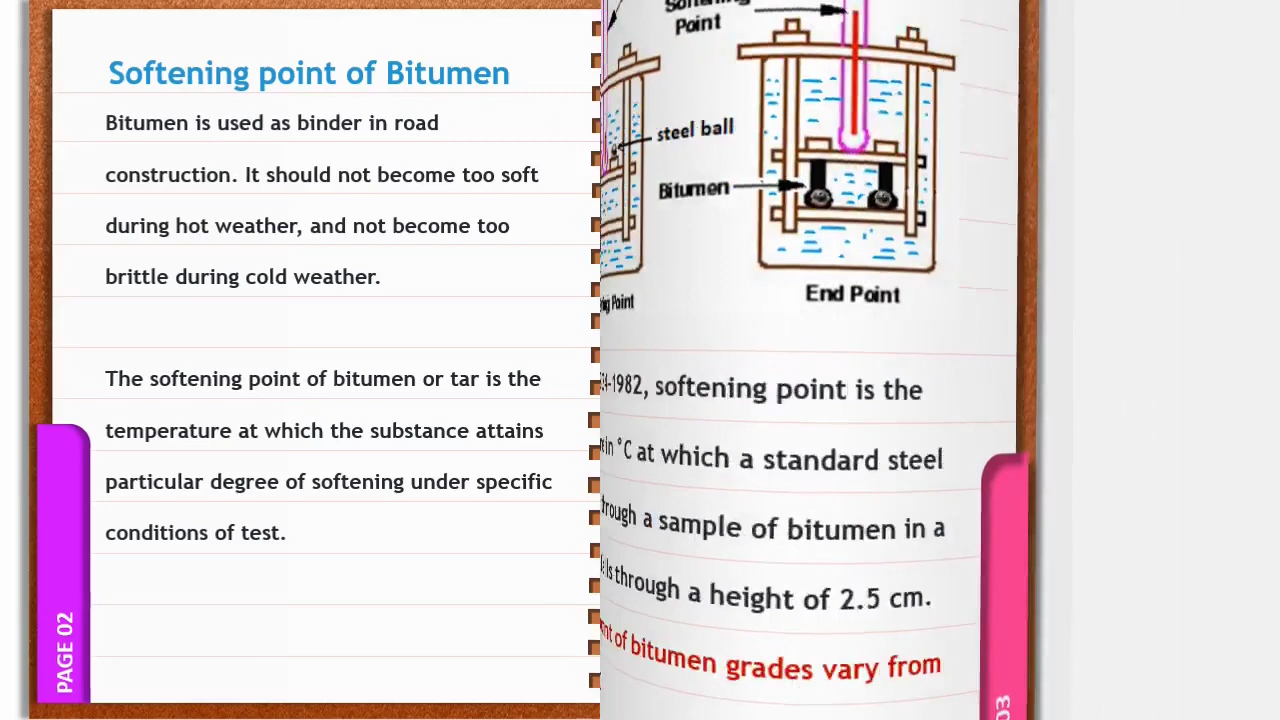 Softening point of Bitumen
Bitumen is used as binder in road
construction. It should not become too soft
during hot weather, and not become too
brittle during cold weather.
The softening point of bitumen or tar is the
temperature at which the substance attains
particular degree of softening under specific
conditions of test.
PAGE 02
Point
steel ball
Bitumen
Point
End Point
-1982, softening point is the
in °C at which a standard steel
through a sample of bitumen in a
through a height of 2.5 cm.
of bitumen grades vary from
03